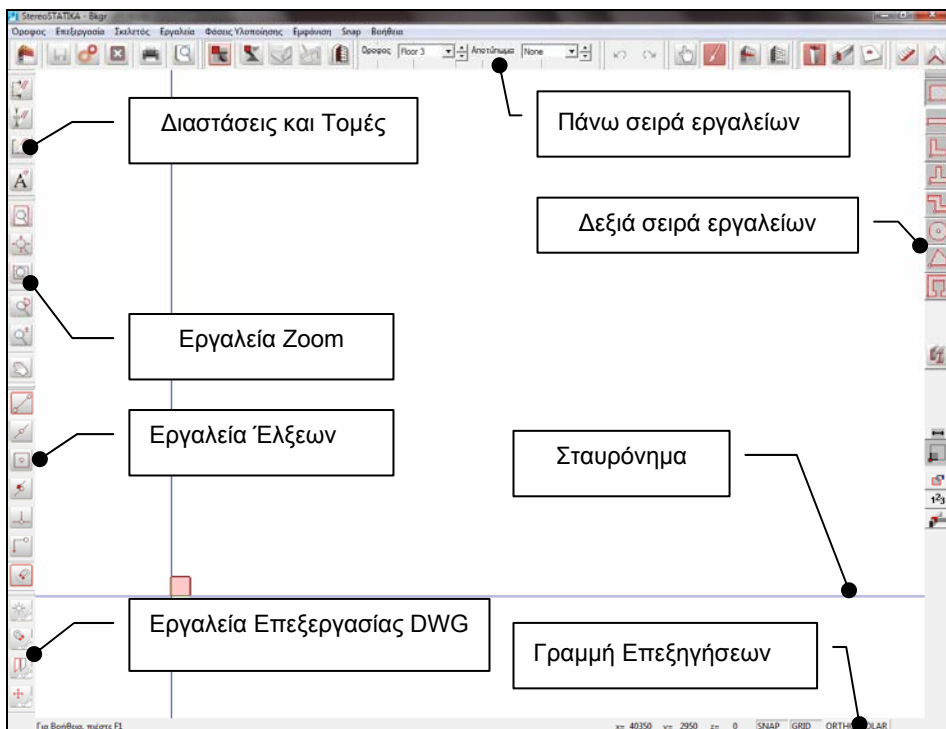 StereoSTATIKA - Bkgr
Όροφος Επεξεργασία Σκελετός Εργαλεία Φάσεις Υλοποίησης Εμφάνιση Snap Βοήθεια
Όροφος Floor 3 Αποτύπωμα None
Διαστάσεις και Τομές
Πάνω σειρά εργαλείων
A
Δεξιά σειρά εργαλείων
Εργαλεία Zoom
Εργαλεία Έλξεων
Σταυρόνημα
123
Εργαλεία Επεξεργασίας DWG
Γραμμή Επεξηγήσεων
Για Βοήθεια, πιέστε F1 x= 40350 y= 2950 z= 0 SNAP GRID